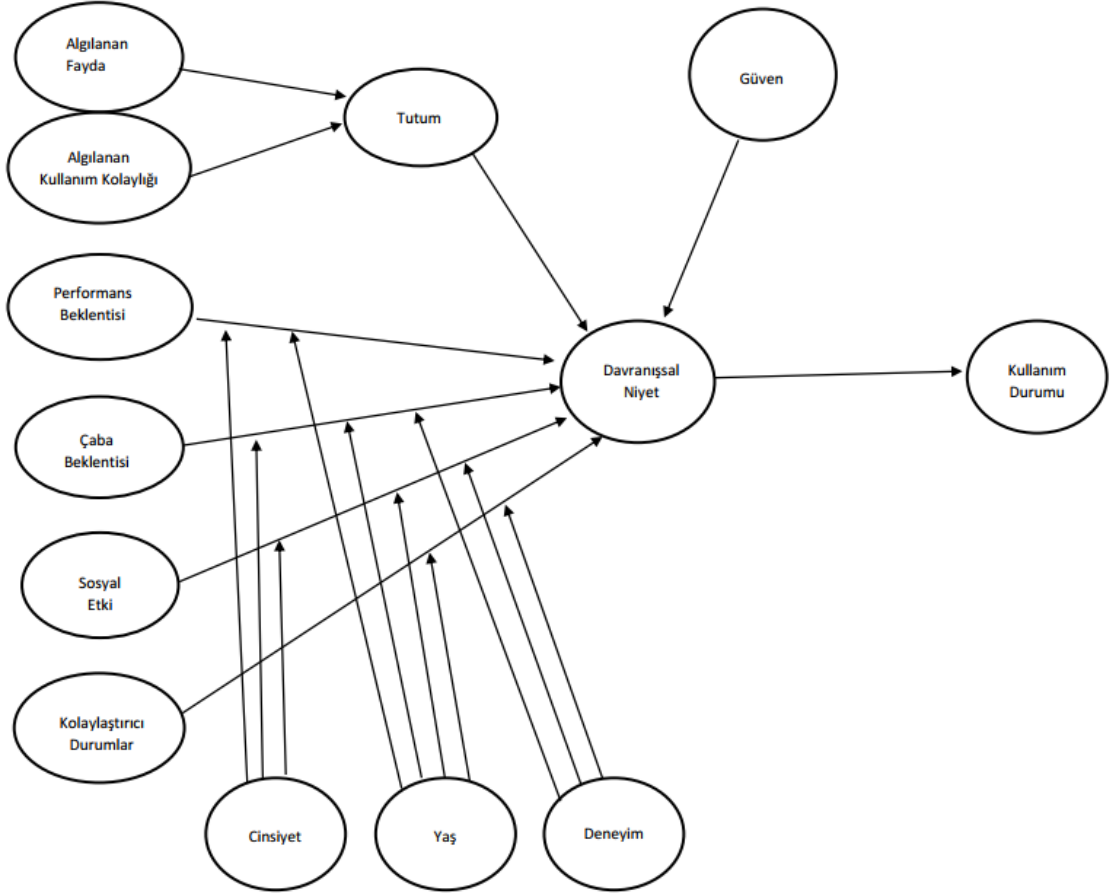 Algılanan
Fayda
Algılanan
Kullanım Kolaylığı
Tutum
Güven
Performans
Beklentisi
Çaba
Beklentisi
Sosyal
Etki
Kolaylaştırıcı
Durumlar
Davranışsal
Niyet
Kullanım
Durumu
Cinsiyet
Yaş
Deneyim